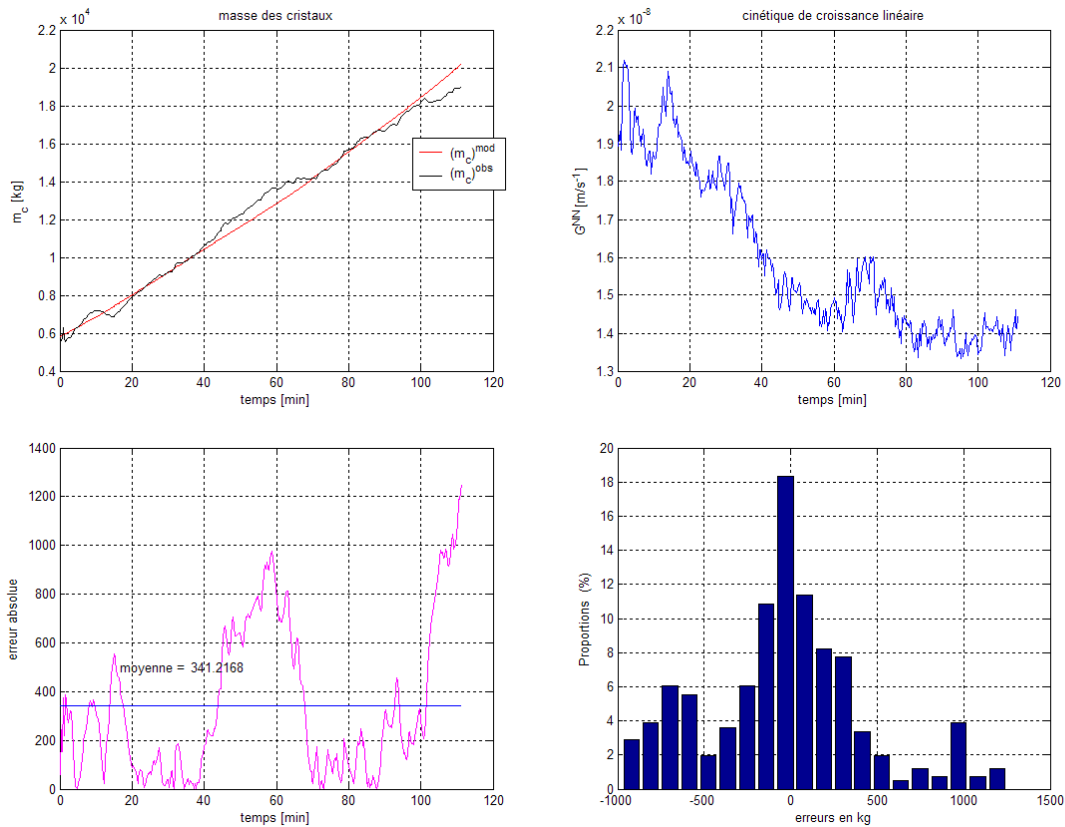 masse des cristaux
x 10^4
2.2
2
1.8
1.6
1.4
1.2
1
0.8
0.6
0.4
m_c [kg]
(m_c)^mod
(m_c)^obs
0 20 40 60 80 100 120
temps [min]
cinétique de croissance linéaire
x 10^-8
2.2
2.1
2
1.9
1.8
1.7
1.6
1.5
1.4
1.3
G^NN [m/s^-1]
0 20 40 60 80 100 120
temps [min]
1400
1200
1000
800
600
400
200
0
erreur absolue
moyenne = 341.2168
0 20 40 60 80 100 120
temps [min]
20
18
16
14
12
10
8
6
4
2
0
Proportions (%)
-1000 -500 0 500 1000 1500
erreurs en kg